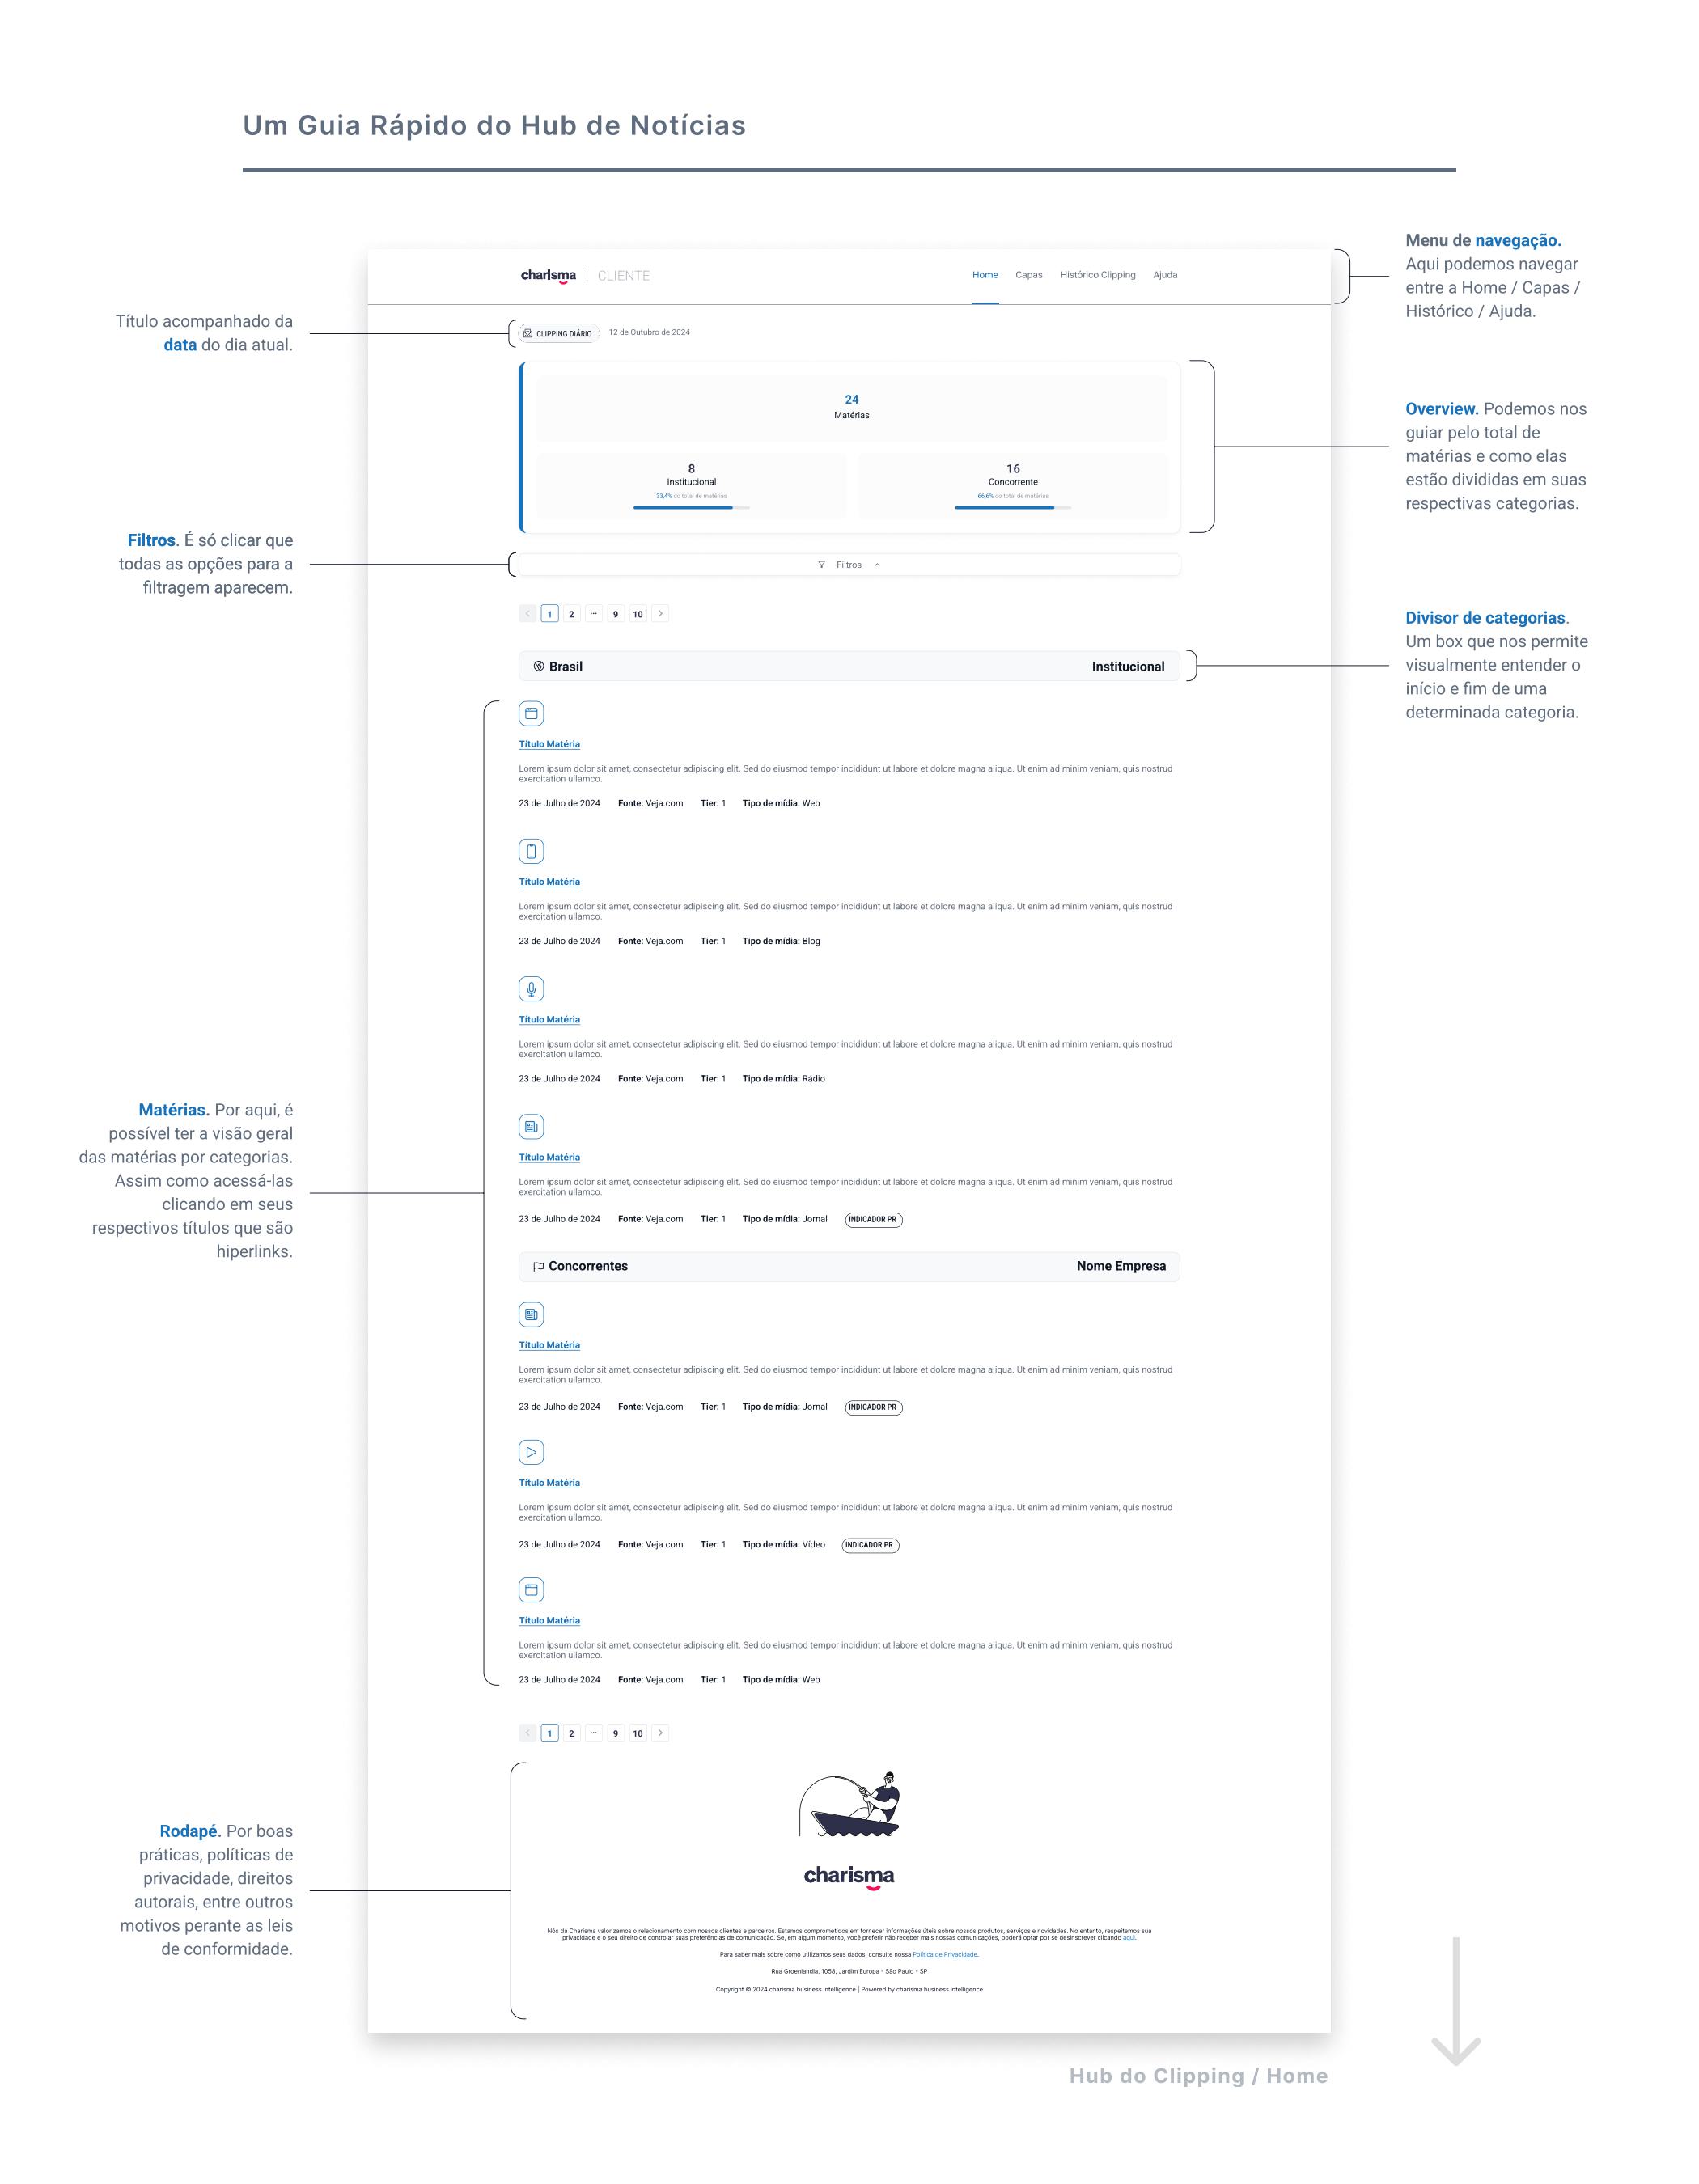 Um Guia Rápido do Hub de Notícias
Menu de navegação.
Aqui podemos navegar
entre a Home / Capas /
Histórico / Ajuda.
charisma | CLIENTE
Home Capas Histórico Clipping Ajuda
Título acompanhado da
data do dia atual.
CLIPPING DIÁRIO 12 de Outubro de 2024
24
Matérias
8
Institucional
33,4% do total de matérias
16
Concorrente
66,6% do total de matérias
Overview. Podemos nos
guiar pelo total de
matérias e como elas
estão divididas em suas
respectivas categorias.
Filtros. É só clicar que
todas as opções para a
filtragem aparecem.
Filtros
1 2 ··· 9 10
Divisor de categorias.
Um box que nos permite
visualmente entender o
início e fim de uma
determinada categoria.
Brasil Institucional
Título Matéria
Lorem ipsum dolor sit amet, consectetur adipiscing elit. Sed do eiusmod tempor incididunt ut labore et dolore magna aliqua. Ut enim ad minim veniam, quis nostrud
exercitation ullamco.
23 de Julho de 2024 Fonte: Veja.com Tier: 1 Tipo de mídia: Web
Título Matéria
Lorem ipsum dolor sit amet, consectetur adipiscing elit. Sed do eiusmod tempor incididunt ut labore et dolore magna aliqua. Ut enim ad minim veniam, quis nostrud
exercitation ullamco.
23 de Julho de 2024 Fonte: Veja.com Tier: 1 Tipo de mídia: Blog
Título Matéria
Lorem ipsum dolor sit amet, consectetur adipiscing elit. Sed do eiusmod tempor incididunt ut labore et dolore magna aliqua. Ut enim ad minim veniam, quis nostrud
exercitation ullamco.
23 de Julho de 2024 Fonte: Veja.com Tier: 1 Tipo de mídia: Rádio
Matérias. Por aqui, é
possível ter a visão geral
das matérias por categorias.
Assim como acessá-las
clicando em seus
respectivos títulos que são
hiperlinks.
Título Matéria
Lorem ipsum dolor sit amet, consectetur adipiscing elit. Sed do eiusmod tempor incididunt ut labore et dolore magna aliqua. Ut enim ad minim veniam, quis nostrud
exercitation ullamco.
23 de Julho de 2024 Fonte: Veja.com Tier: 1 Tipo de mídia: Jornal INDICADOR PR
Concorrentes Nome Empresa
Título Matéria
Lorem ipsum dolor sit amet, consectetur adipiscing elit. Sed do eiusmod tempor incididunt ut labore et dolore magna aliqua. Ut enim ad minim veniam, quis nostrud
exercitation ullamco.
23 de Julho de 2024 Fonte: Veja.com Tier: 1 Tipo de mídia: Jornal INDICADOR PR
Título Matéria
Lorem ipsum dolor sit amet, consectetur adipiscing elit. Sed do eiusmod tempor incididunt ut labore et dolore magna aliqua. Ut enim ad minim veniam, quis nostrud
exercitation ullamco.
23 de Julho de 2024 Fonte: Veja.com Tier: 1 Tipo de mídia: Vídeo INDICADOR PR
Título Matéria
Lorem ipsum dolor sit amet, consectetur adipiscing elit. Sed do eiusmod tempor incididunt ut labore et dolore magna aliqua. Ut enim ad minim veniam, quis nostrud
exercitation ullamco.
23 de Julho de 2024 Fonte: Veja.com Tier: 1 Tipo de mídia: Web
1 2 ··· 9 10
Rodapé. Por boas
práticas, políticas de
privacidade, direitos
autorais, entre outros
motivos perante as leis
de conformidade.
charisma
Nós da Charisma valorizamos o relacionamento com nossos clientes e parceiros. Estamos comprometidos em fornecer informações úteis sobre nossos produtos, serviços e novidades. No entanto, respeitamos sua
privacidade e o seu direito de controlar suas preferências de comunicação. Se, em algum momento, você preferir não receber mais nossas comunicações, poderá optar por se desinscrever clicando aqui.
Para saber mais sobre como utilizamos seus dados, consulte nossa Política de Privacidade.
Rua Groenlandia, 1058, Jardim Europa - São Paulo - SP
Copyright © 2024 charisma business intelligence | Powered by charisma business intelligence
Hub do Clipping / Home